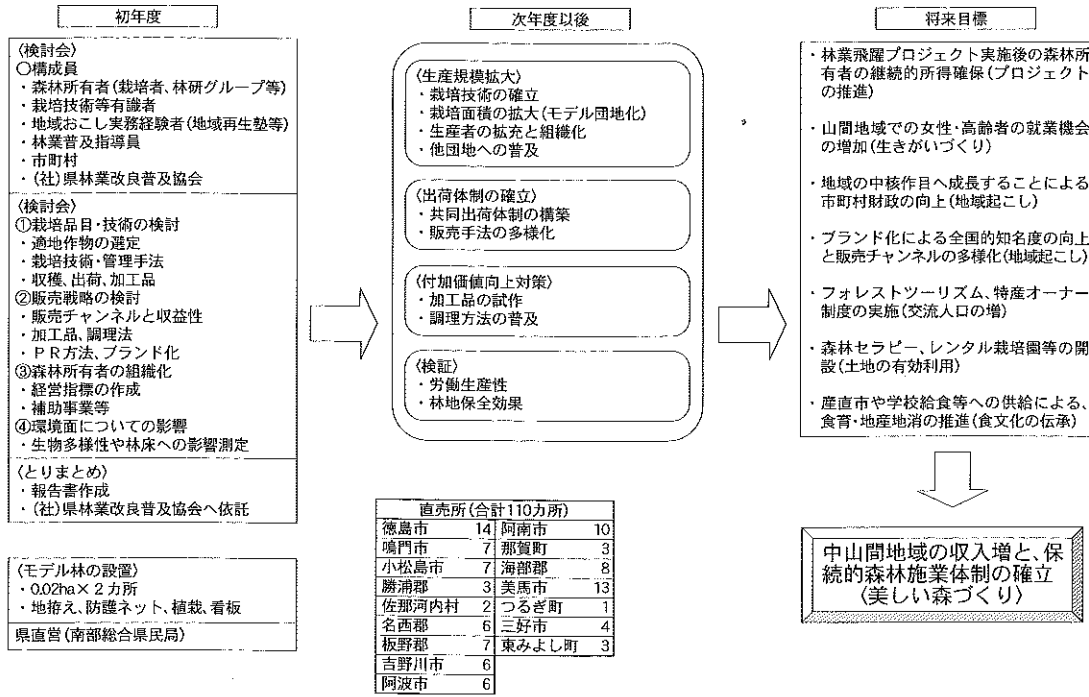 初年度
〈検討会〉
〇構成員
・森林所有者(栽培者、林研グループ等)
・栽培技術等有識者
・地域おこし実務経験者(地域再生塾等)
・林業普及指導員
・市町村
・(社)県林業改良普及協会
〈検討会〉
①栽培品目・技術の検討
・適地作物の選定
・栽培技術・管理手法
・収穫、出荷、加工品
②販売戦略の検討
・販売チャンネルと収益性
・加工品、調理法
・PR方法、ブランド化
③森林所有者の組織化
・経営指標の作成
・補助事業等
④環境面についての影響
・生物多様性や林床への影響測定
〈とりまとめ〉
・報告書作成
・(社)県林業改良普及協会へ依託
〈モデル林の設置〉
・0.02ha×2カ所
・地拵え、防護ネット、植栽、看板
県直営(南部総合県民局)
次年度以後
〈生産規模拡大〉
・栽培技術の確立
・栽培面積の拡大(モデル団地化)
・生産者の拡充と組織化
・他団地への普及
〈出荷体制の確立〉
・共同出荷体制の構築
・販売手法の多様化
〈付加価値向上対策〉
・加工品の試作
・調理方法の普及
〈検証〉
・労働生産性
・林地保全効果
直売所(合計110カ所)
徳島市 14 阿南市 10
鳴門市 7 那賀町 3
小松島市 7 海部郡 8
勝浦郡 3 美馬市 13
佐那河内村 2 つるぎ町 1
名西郡 6 三好市 4
板野郡 7 東みよし町 3
吉野川市 6
阿波市 6
将来目標
・林業飛躍プロジェクト実施後の森林所
有者の継続的所得確保(プロジェクト
の推進)
・山間地域での女性・高齢者の就業機会
の増加(生きがいづくり)
・地域の中核作目へ成長することによる
市町村財政の向上(地域起こし)
・ブランド化による全国的知名度の向上
と販売チャンネルの多様化(地域起こし)
・フォレストツーリズム、特産オーナー
制度の実施(交流人口の増)
・森林セラピー、レンタル栽培園等の開
設(土地の有効利用)
・産直市や学校給食等への供給による、
食育・地産地消の推進(食文化の伝承)
中山間地域の収入増と、保
続的森林施業体制の確立
〈美しい森づくり〉